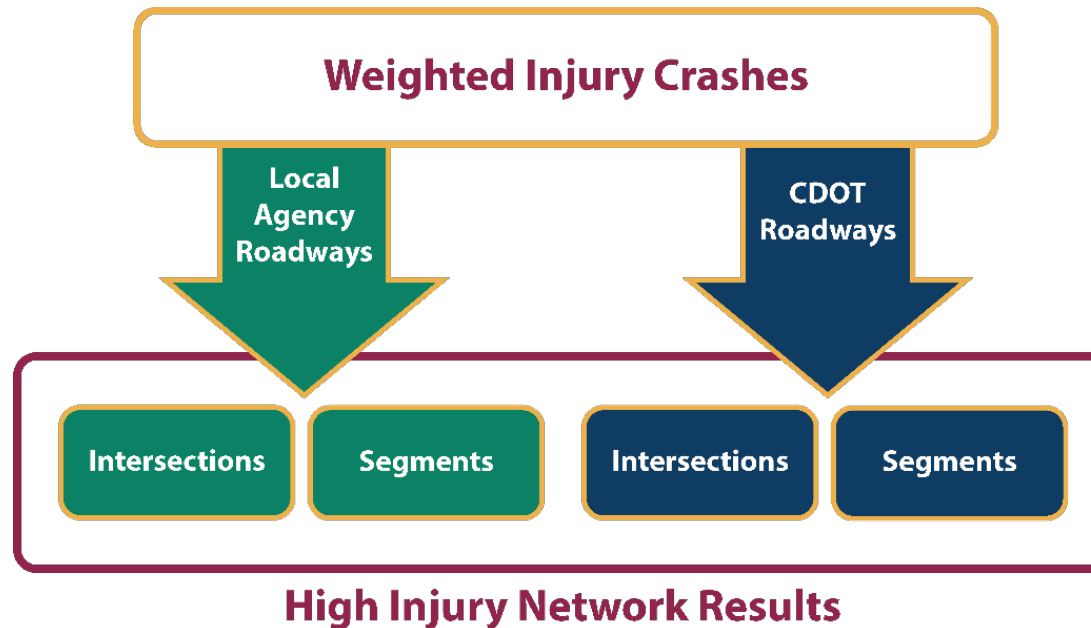 Weighted Injury Crashes
Local
Agency
Roadways
CDOT
Roadways
Intersections
Segments
Intersections
Segments
High Injury Network Results